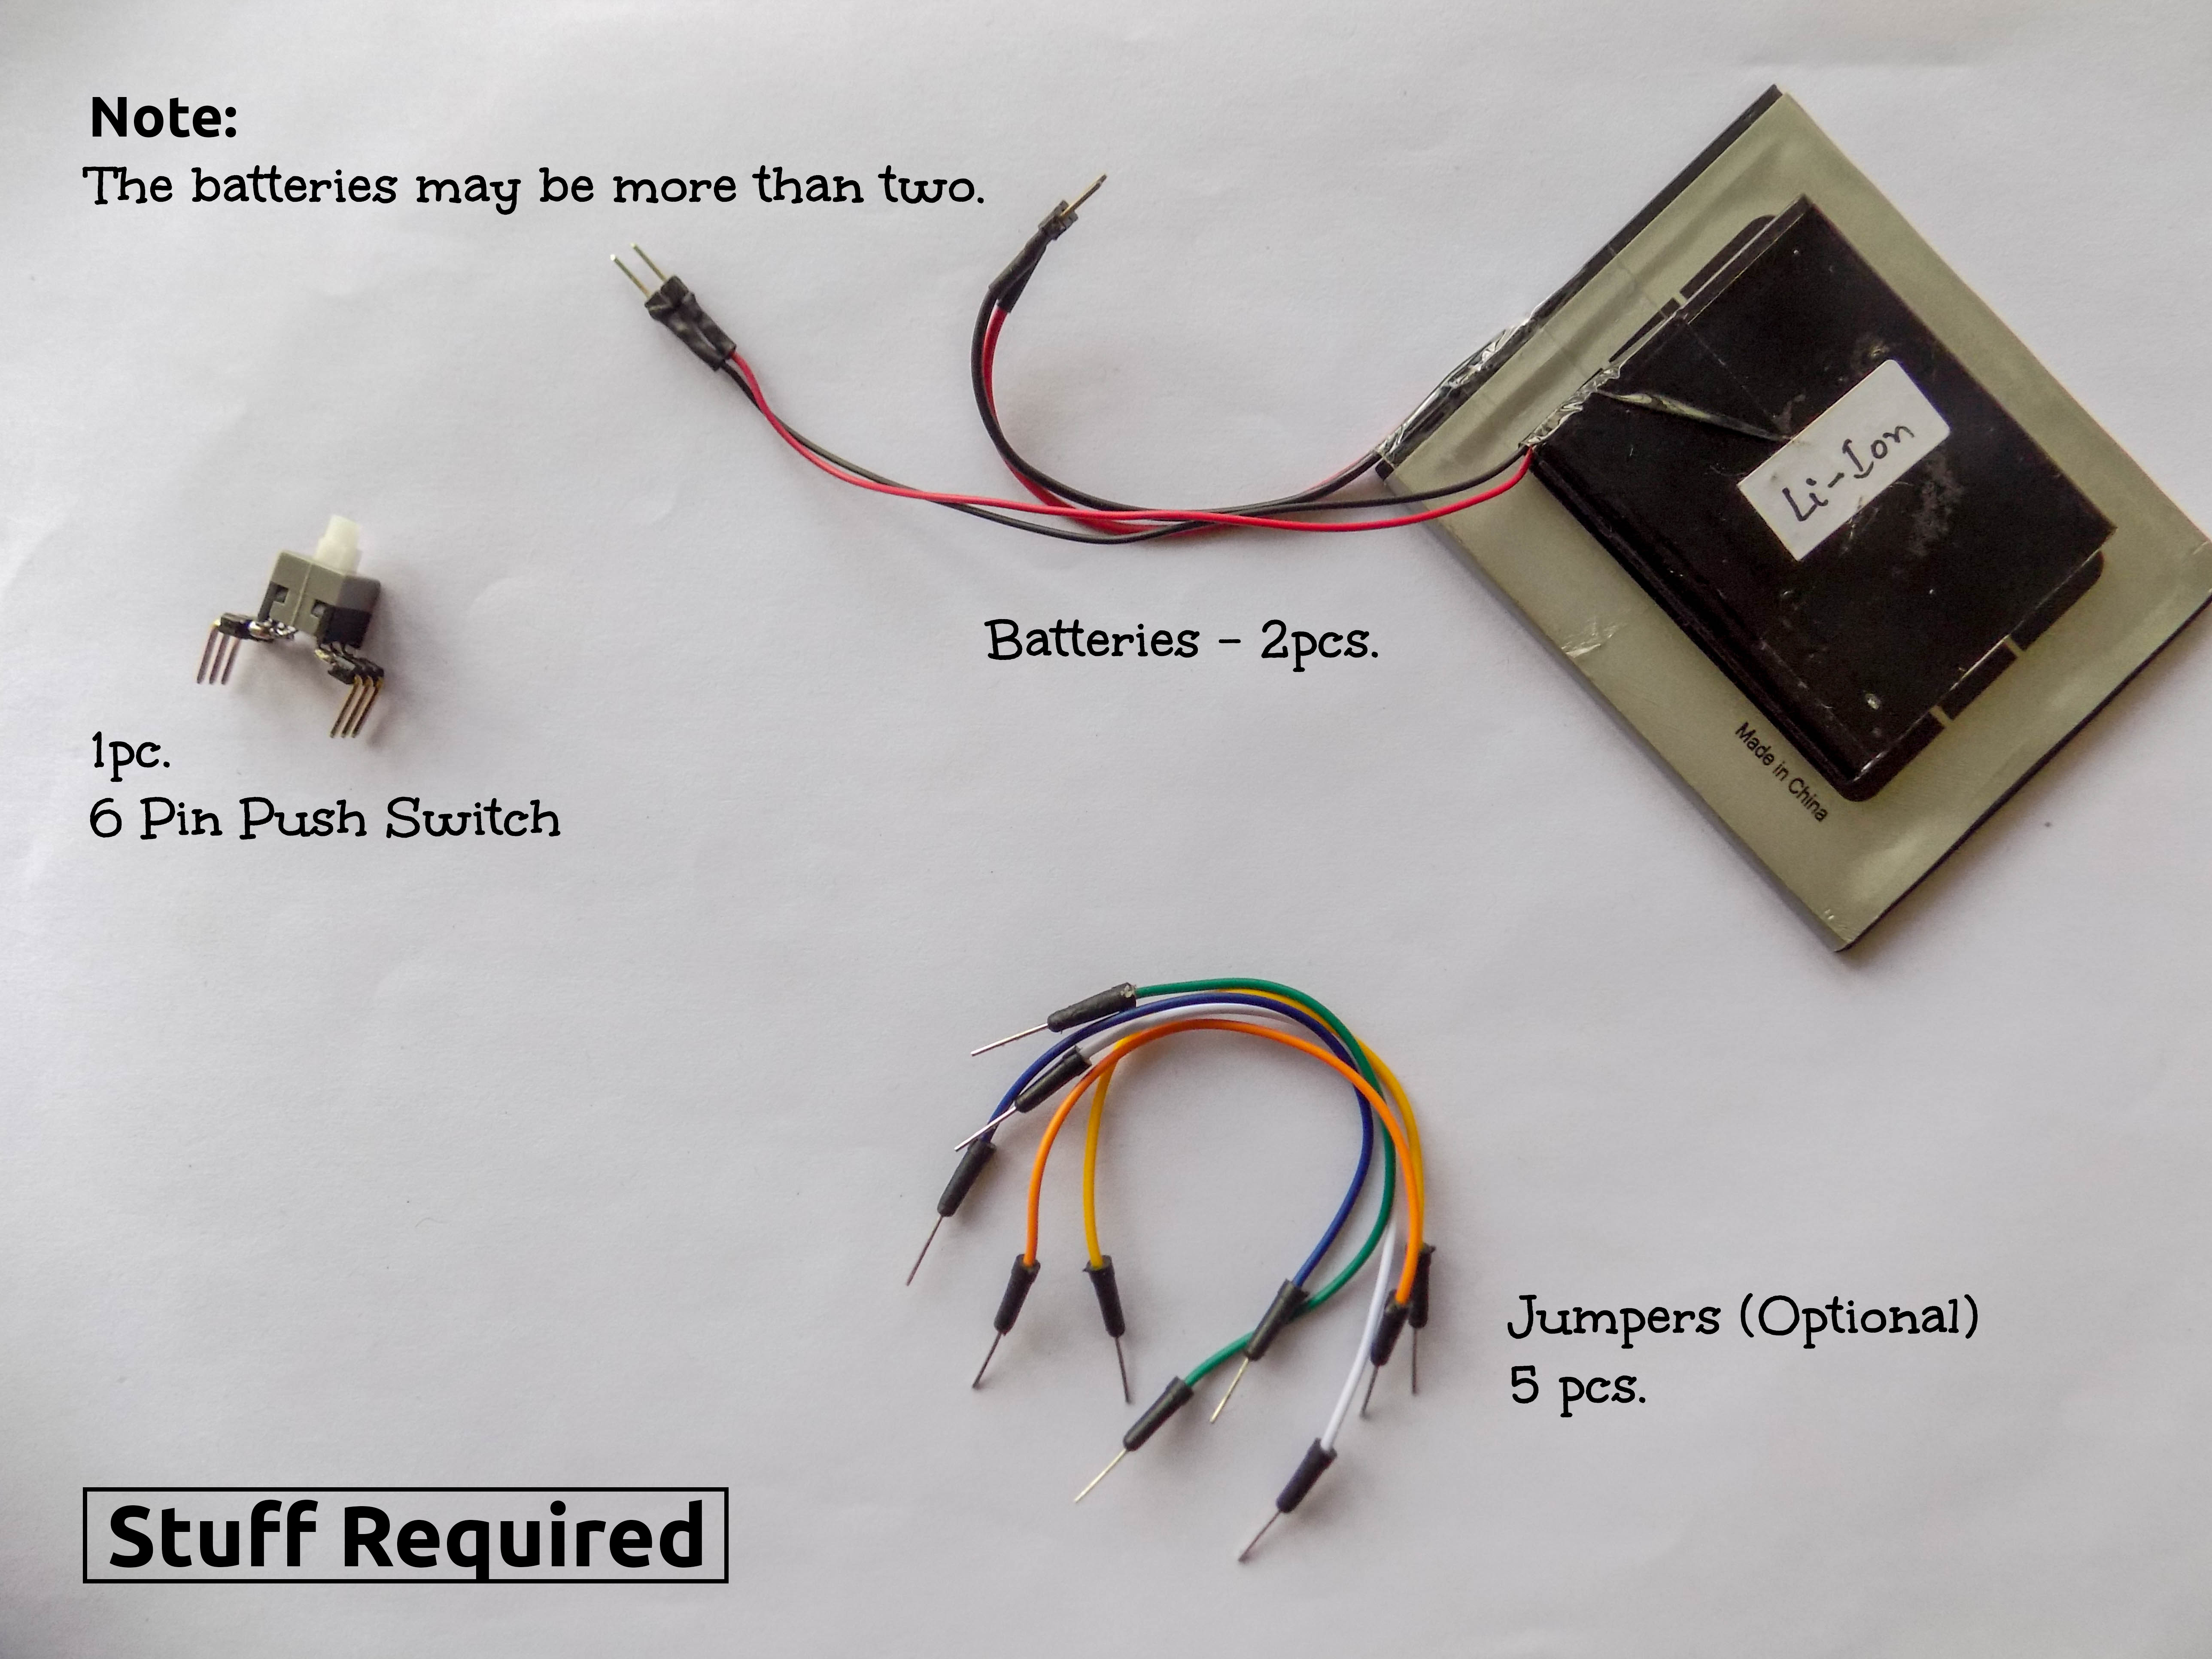 Note:
The batteries may be more than two.
Li-Ion
Batteries - 2pcs.
Made in China
1pc.
6 Pin Push Switch
Jumpers (Optional)
5 pcs.
Stuff Required